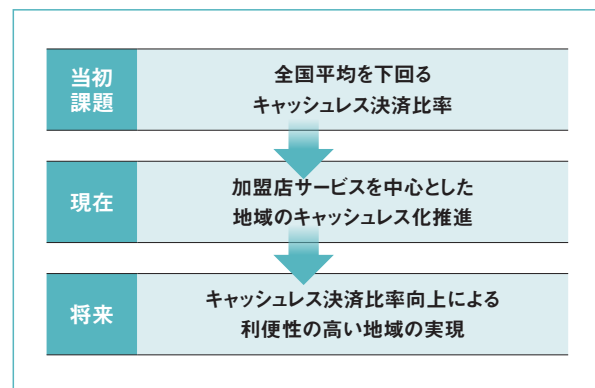 当初
課題
全国平均を下回る
キャッシュレス決済比率
現在
加盟店サービスを中心とした
地域のキャッシュレス化推進
将来
キャッシュレス決済比率向上による
利便性の高い地域の実現